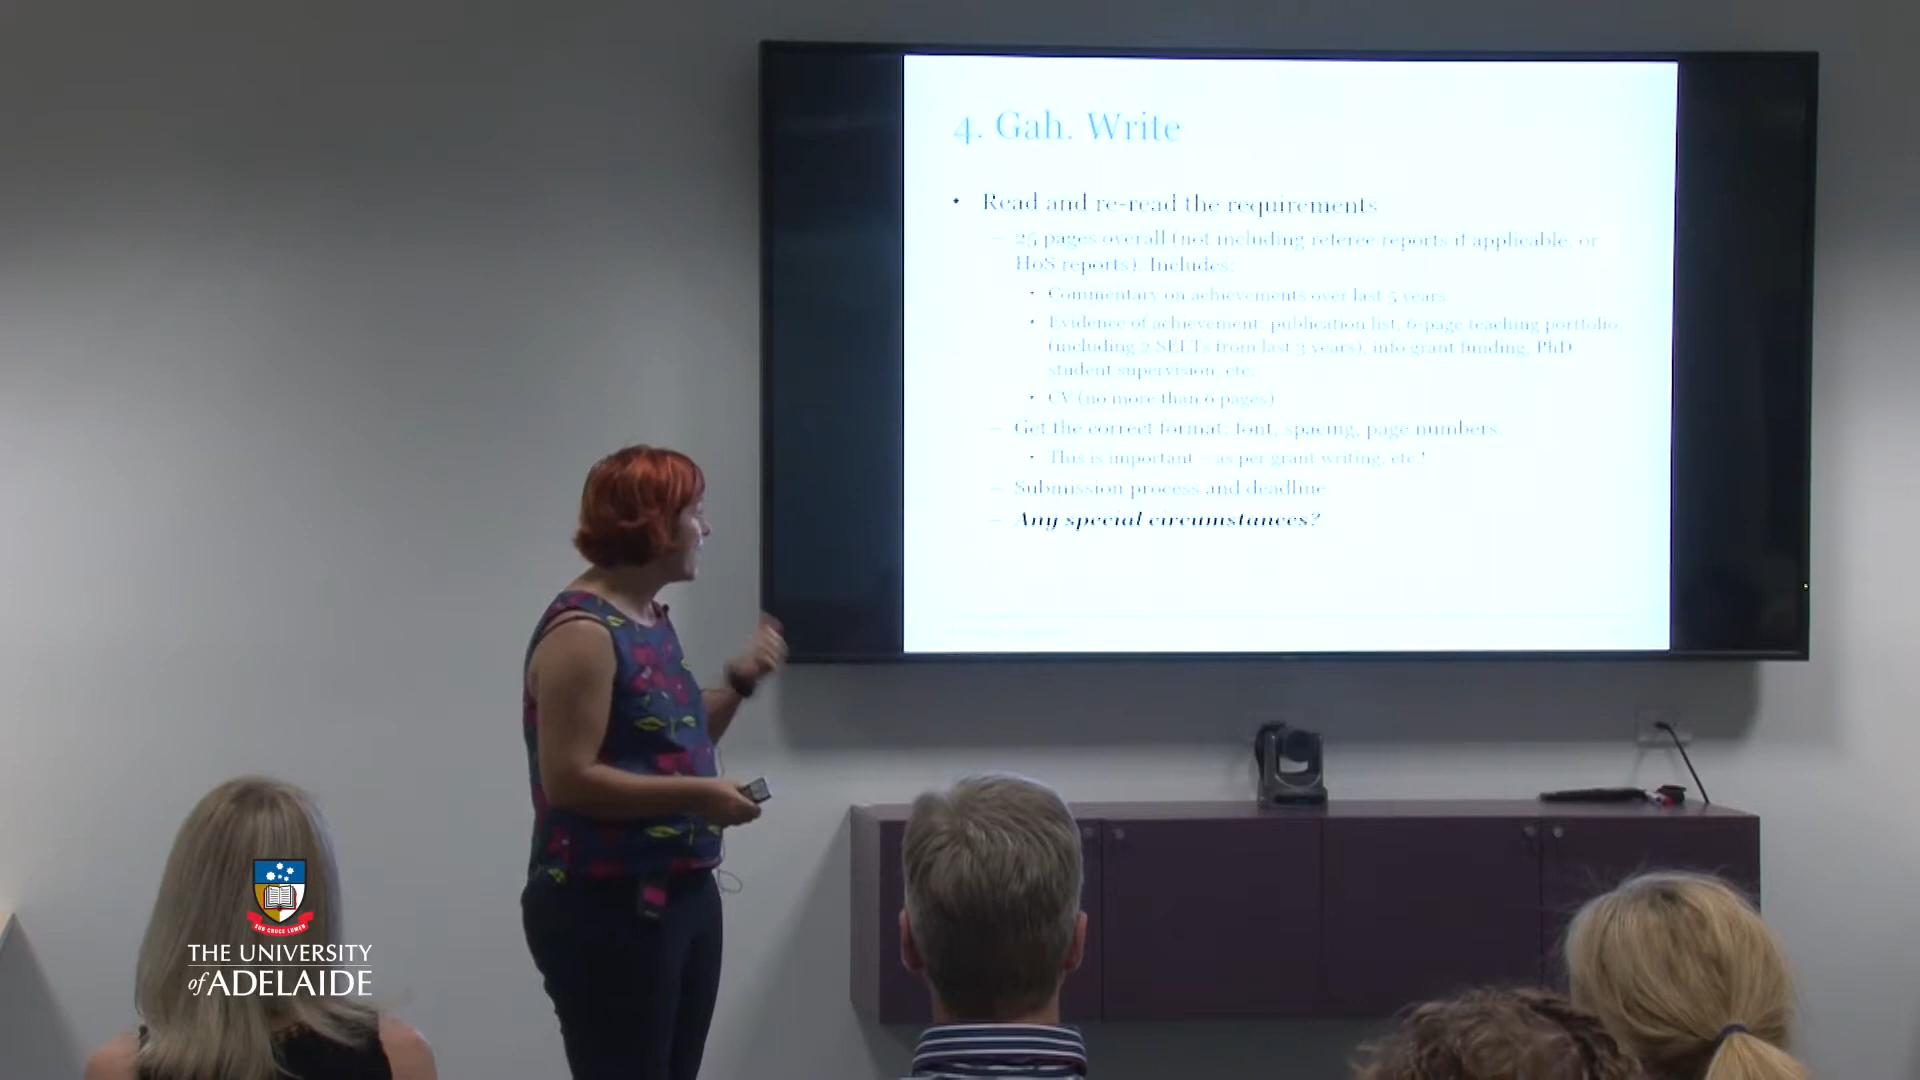 4. Gah. Write
• Read and re-read the requirements
– 25 pages overall (not including referee reports if applicable, or
HoS reports). Includes:
• Commentary on achievements over last 5 years
• Evidence of achievement: publication list, 6-page teaching portfolio,
(including 2 SELTs from last 3 years), info grant funding, PhD
student supervision, etc.
• CV (no more than 6 pages)
– Get the correct format: font, spacing, page numbers.
• This is important – as per grant writing, etc.!
– Submission process and deadline
– Any special circumstances?
SUB CRUCE LUMEN
THE UNIVERSITY
of ADELAIDE